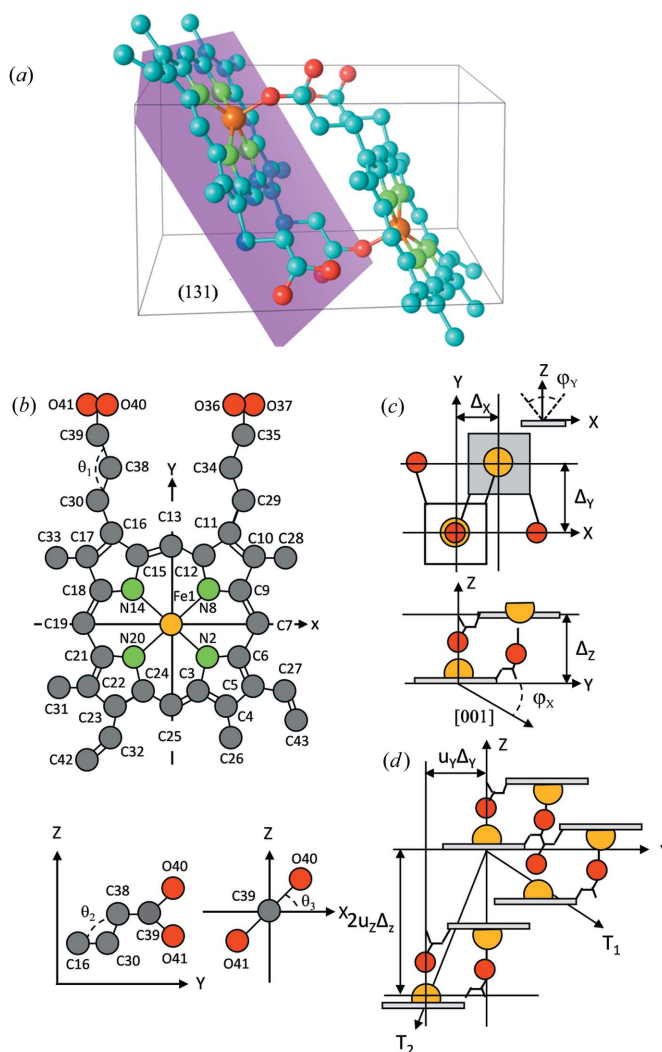 (a)
(131)
(b)
O41 O40 O36 O37
C39 C35
θ1 C38 Y C34
C30 C29
C33 C17 C16 C13 C11 C10 C28
C15 C12
C18 Fe1 C9
N14 N8
C19 C7 x
N20 N2
C21 C6
C24 C3 C27
C31 C22 C5
C23 C4
C25
C42 C32 C26 C43
Z Z
O40 O40
C38 C39
θ2 θ3
X
C39
C16 C30 O41 Y O41
(c)
Z φY
Y ΔX
X
ΔY
X
Z
ΔZ
Y
[001] φX
(d)
uYΔY Z
2uZΔz
T1
T2